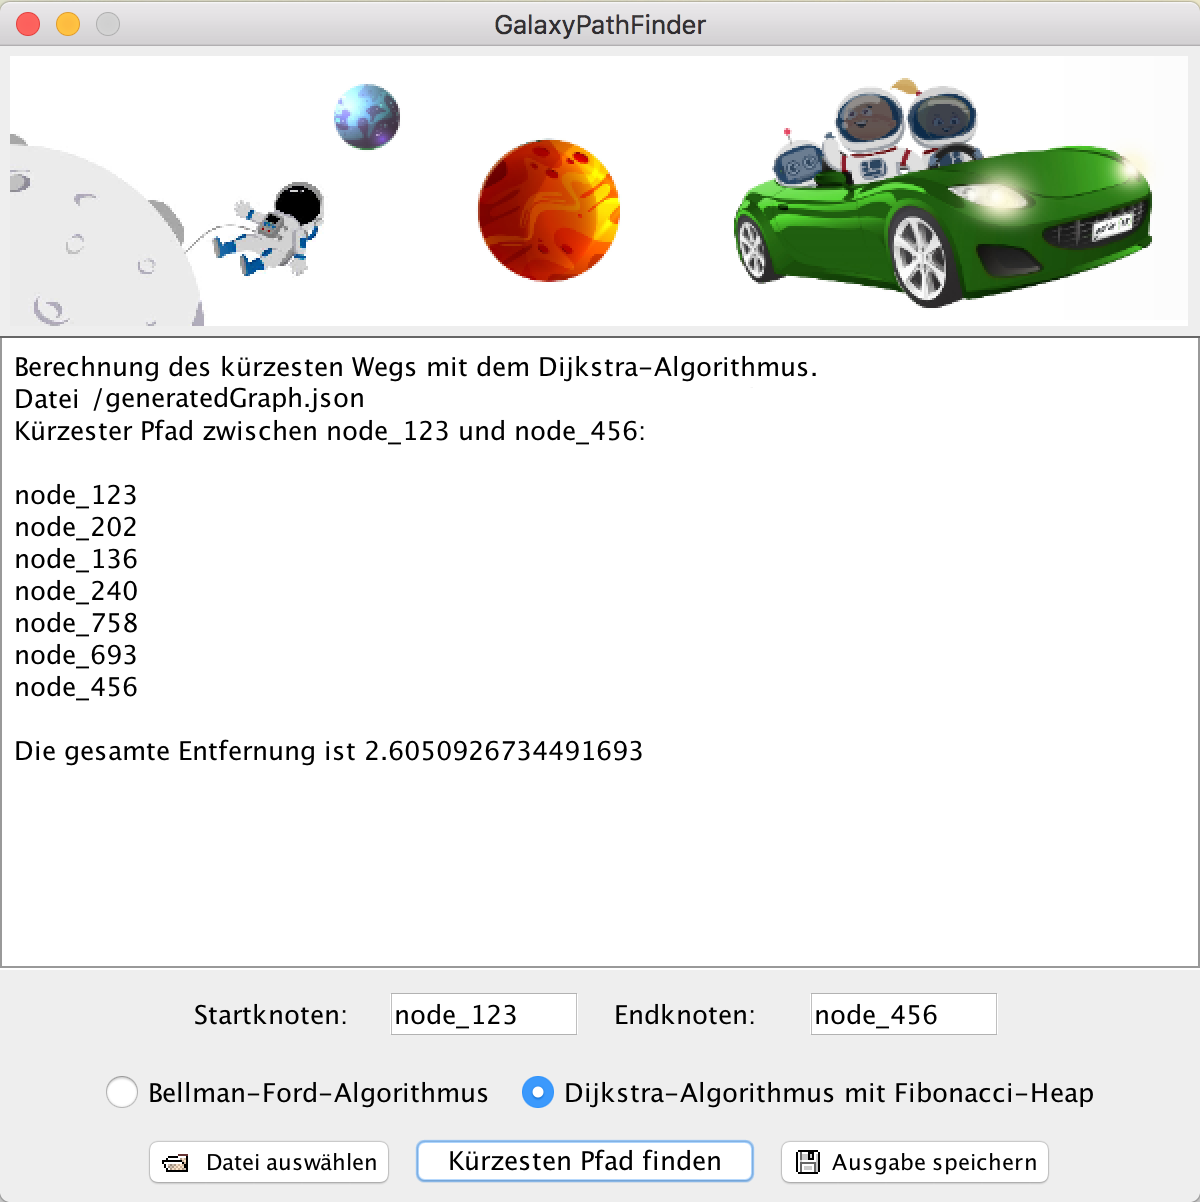 GalaxyPathFinder
Berechnung des kürzesten Wegs mit dem Dijkstra-Algorithmus.
Datei /generatedGraph.json
Kürzester Pfad zwischen node_123 und node_456:
node_123
node_202
node_136
node_240
node_758
node_693
node_456
Die gesamte Entfernung ist 2.6050926734491693
Startknoten: node_123 Endknoten: node_456
Bellman-Ford-Algorithmus Dijkstra-Algorithmus mit Fibonacci-Heap
Datei auswählen Kürzesten Pfad finden Ausgabe speichern